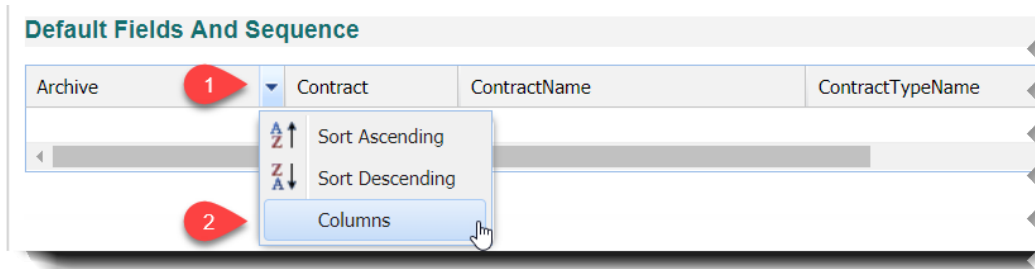 Default Fields And Sequence
Archive 1 Contract ContractName ContractTypeName
A Z Sort Ascending
Z A Sort Descending
2 Columns